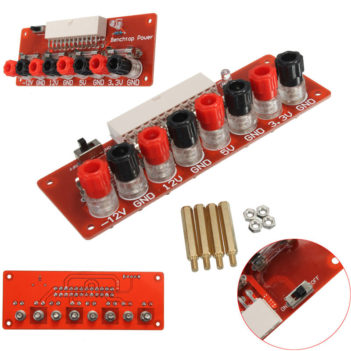 Benchtop Power
-12V GND 12V GND 5V GND 3.3V GND
-12V GND 12V GND 5V GND 3.3V GND
ON OFF